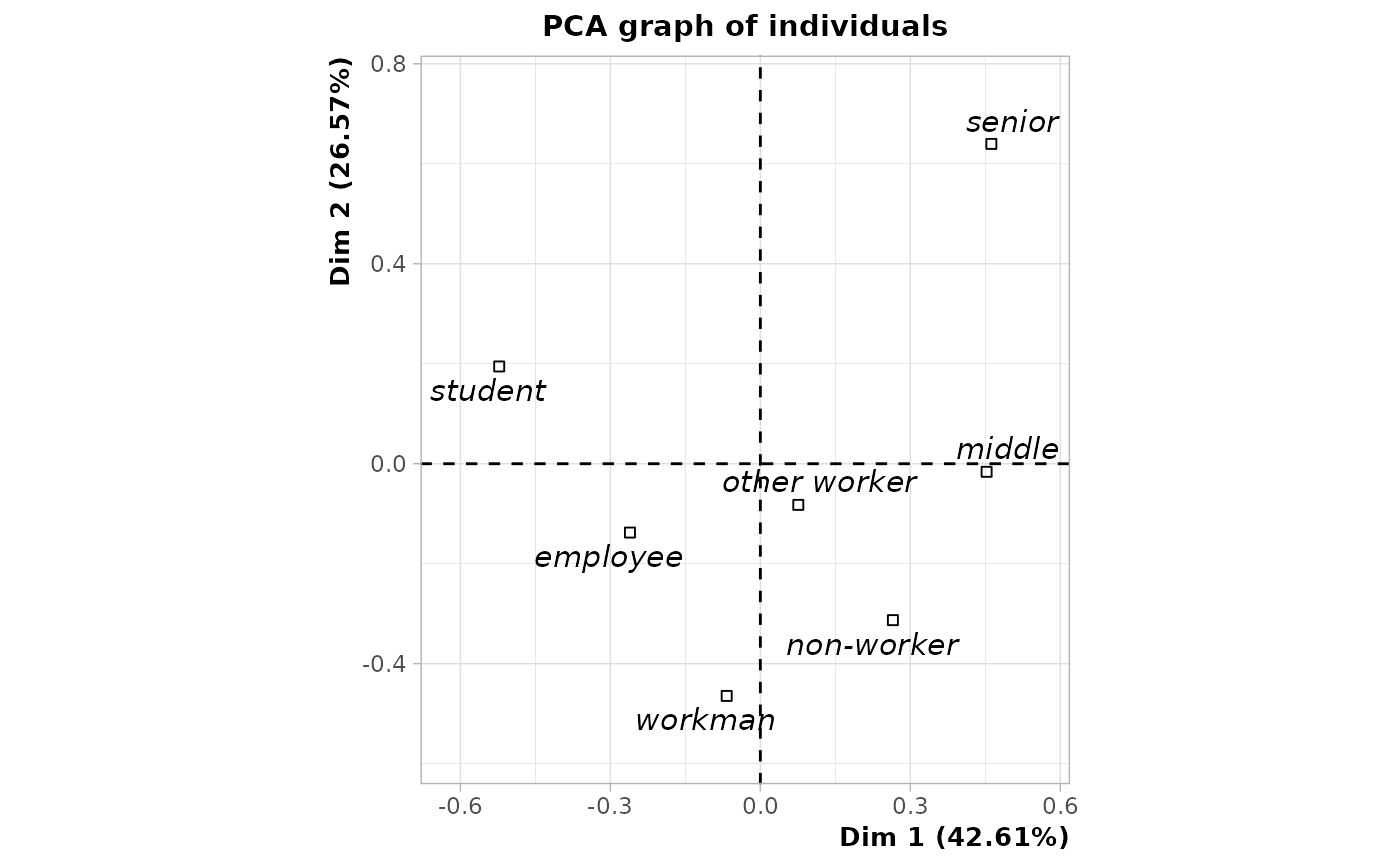 PCA graph of individuals
Dim 2 (26.57%)
0.8
0.4
0.0
-0.4
senior
student
middle
other worker
employee
non-worker
workman
-0.6
-0.3
0.0
0.3
0.6
Dim 1 (42.61%)